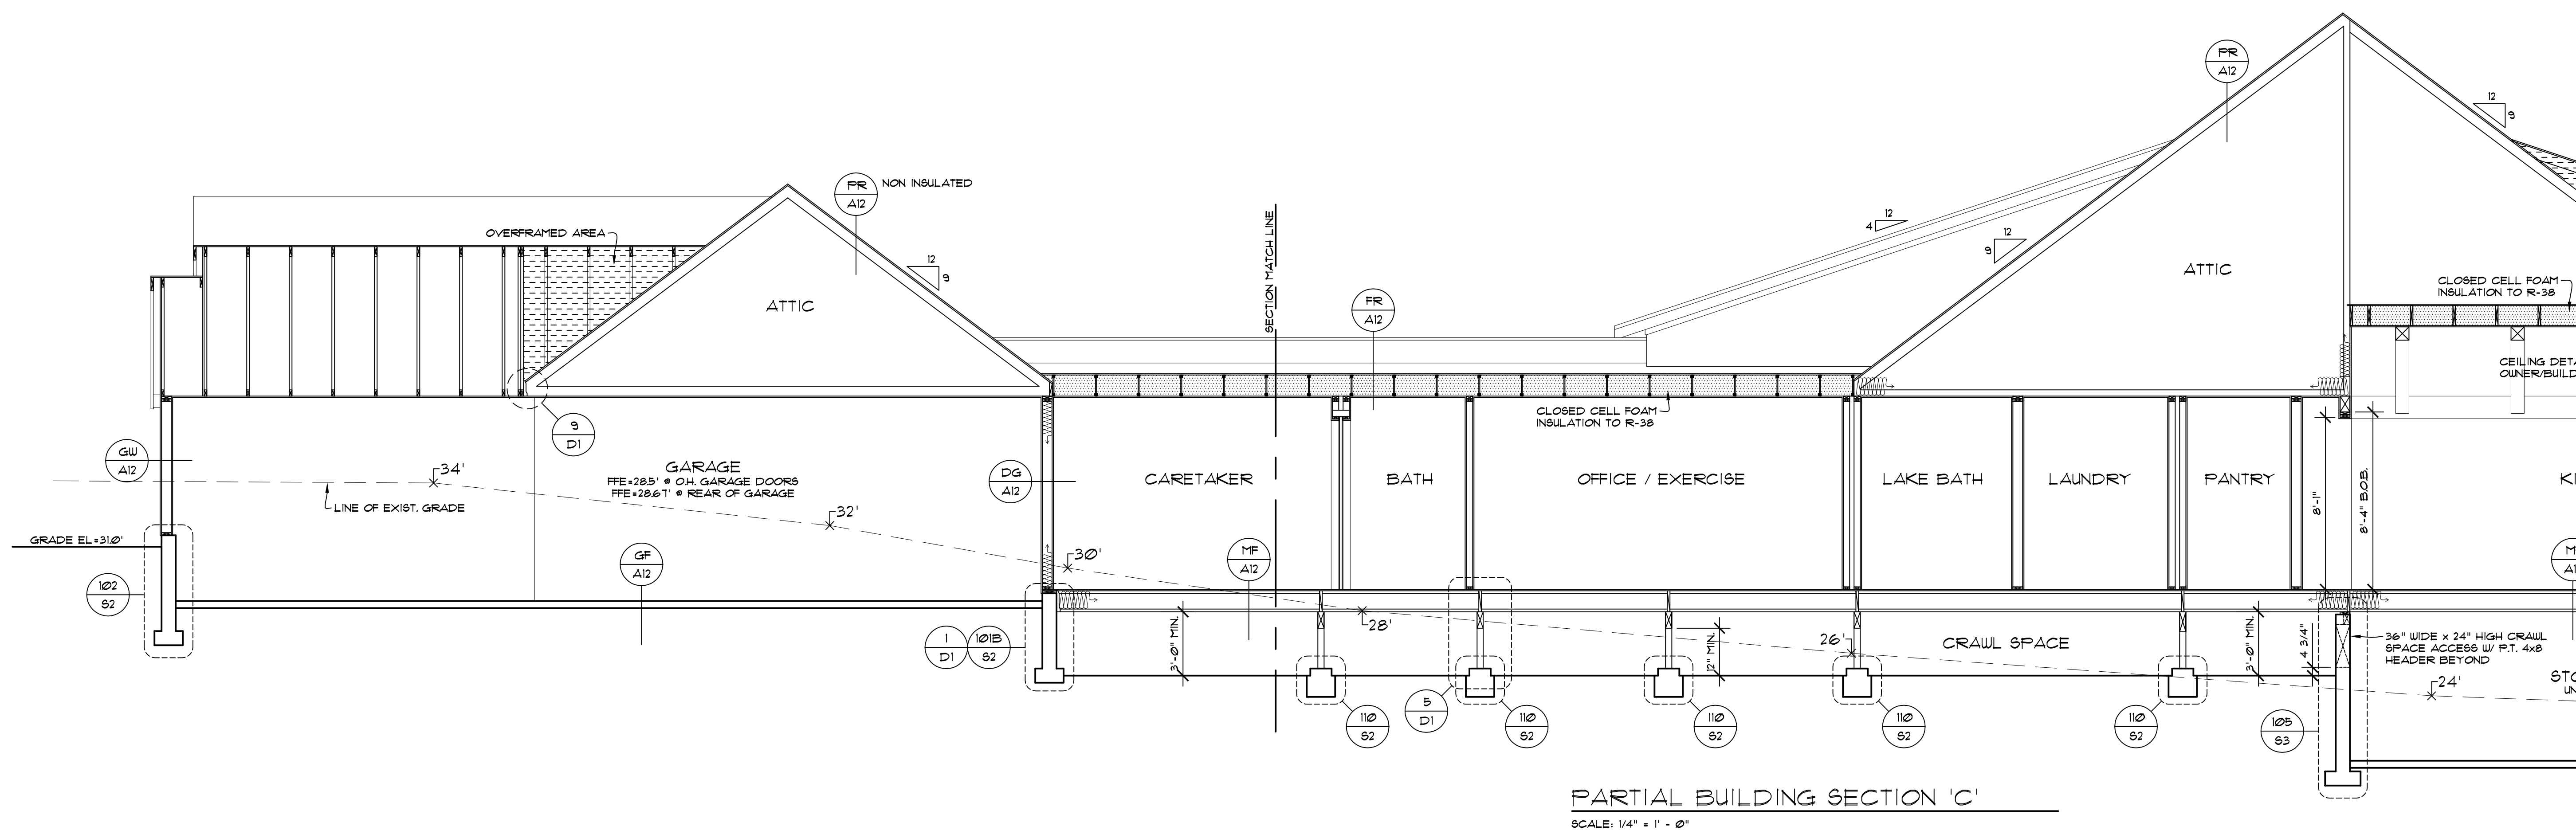 PR
A12
NON INSULATED
OVERFRAMED AREA
12
9
ATTIC
SECTION MATCH LINE
FR
A12
12
4
12
9
PR
A12
12
9
ATTIC
CLOSED CELL FOAM
INSULATION TO R-38
CLOSED CELL FOAM
INSULATION TO R-38
9
D1
GW
A12
34'
GARAGE
FFE=28.5' @ O.H. GARAGE DOORS
FFE=28.67' @ REAR OF GARAGE
LINE OF EXIST. GRADE
32'
GRADE EL=31.0'
102
S2
GF
A12
DG
A12
30'
CARETAKER
BATH
OFFICE / EXERCISE
LAKE BATH
LAUNDRY
PANTRY
8'-1"
8'-4" B.O.B.
MF
A12
1
D1
101B
S2
3'-0" MIN.
28'
12" MIN.
26'
CRAWL SPACE
3'-0" MIN.
4 3/4"
36" WIDE x 24" HIGH CRAWL
SPACE ACCESS W/ P.T. 4x8
HEADER BEYOND
24'
110
S2
5
D1
110
S2
110
S2
110
S2
110
S2
105
S3
PARTIAL BUILDING SECTION 'C'
SCALE: 1/4" = 1' - 0"